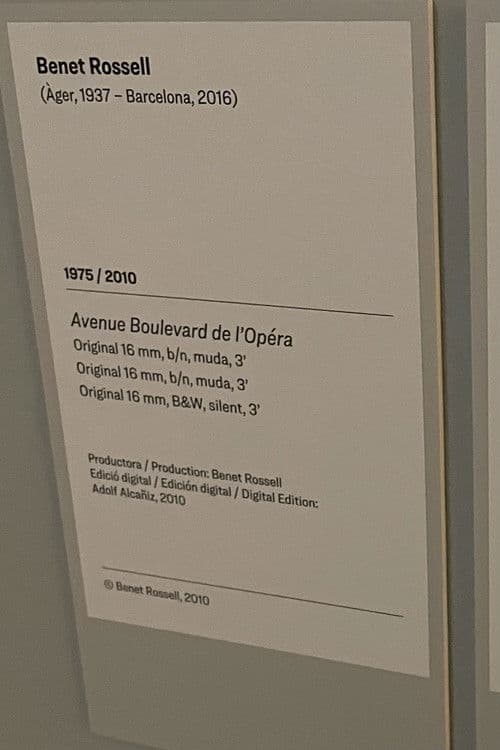 Benet Rossell
(Àger, 1937 – Barcelona, 2016)
1975 / 2010
Avenue Boulevard de l'Opéra
Original 16 mm, b/n, muda, 3'
Original 16 mm, b/n, muda, 3'
Original 16 mm, B&W, silent, 3'
Productora / Production: Benet Rossell
Edició digital / Edición digital / Digital Edition:
Adolf Alcañiz, 2010
© Benet Rossell, 2010